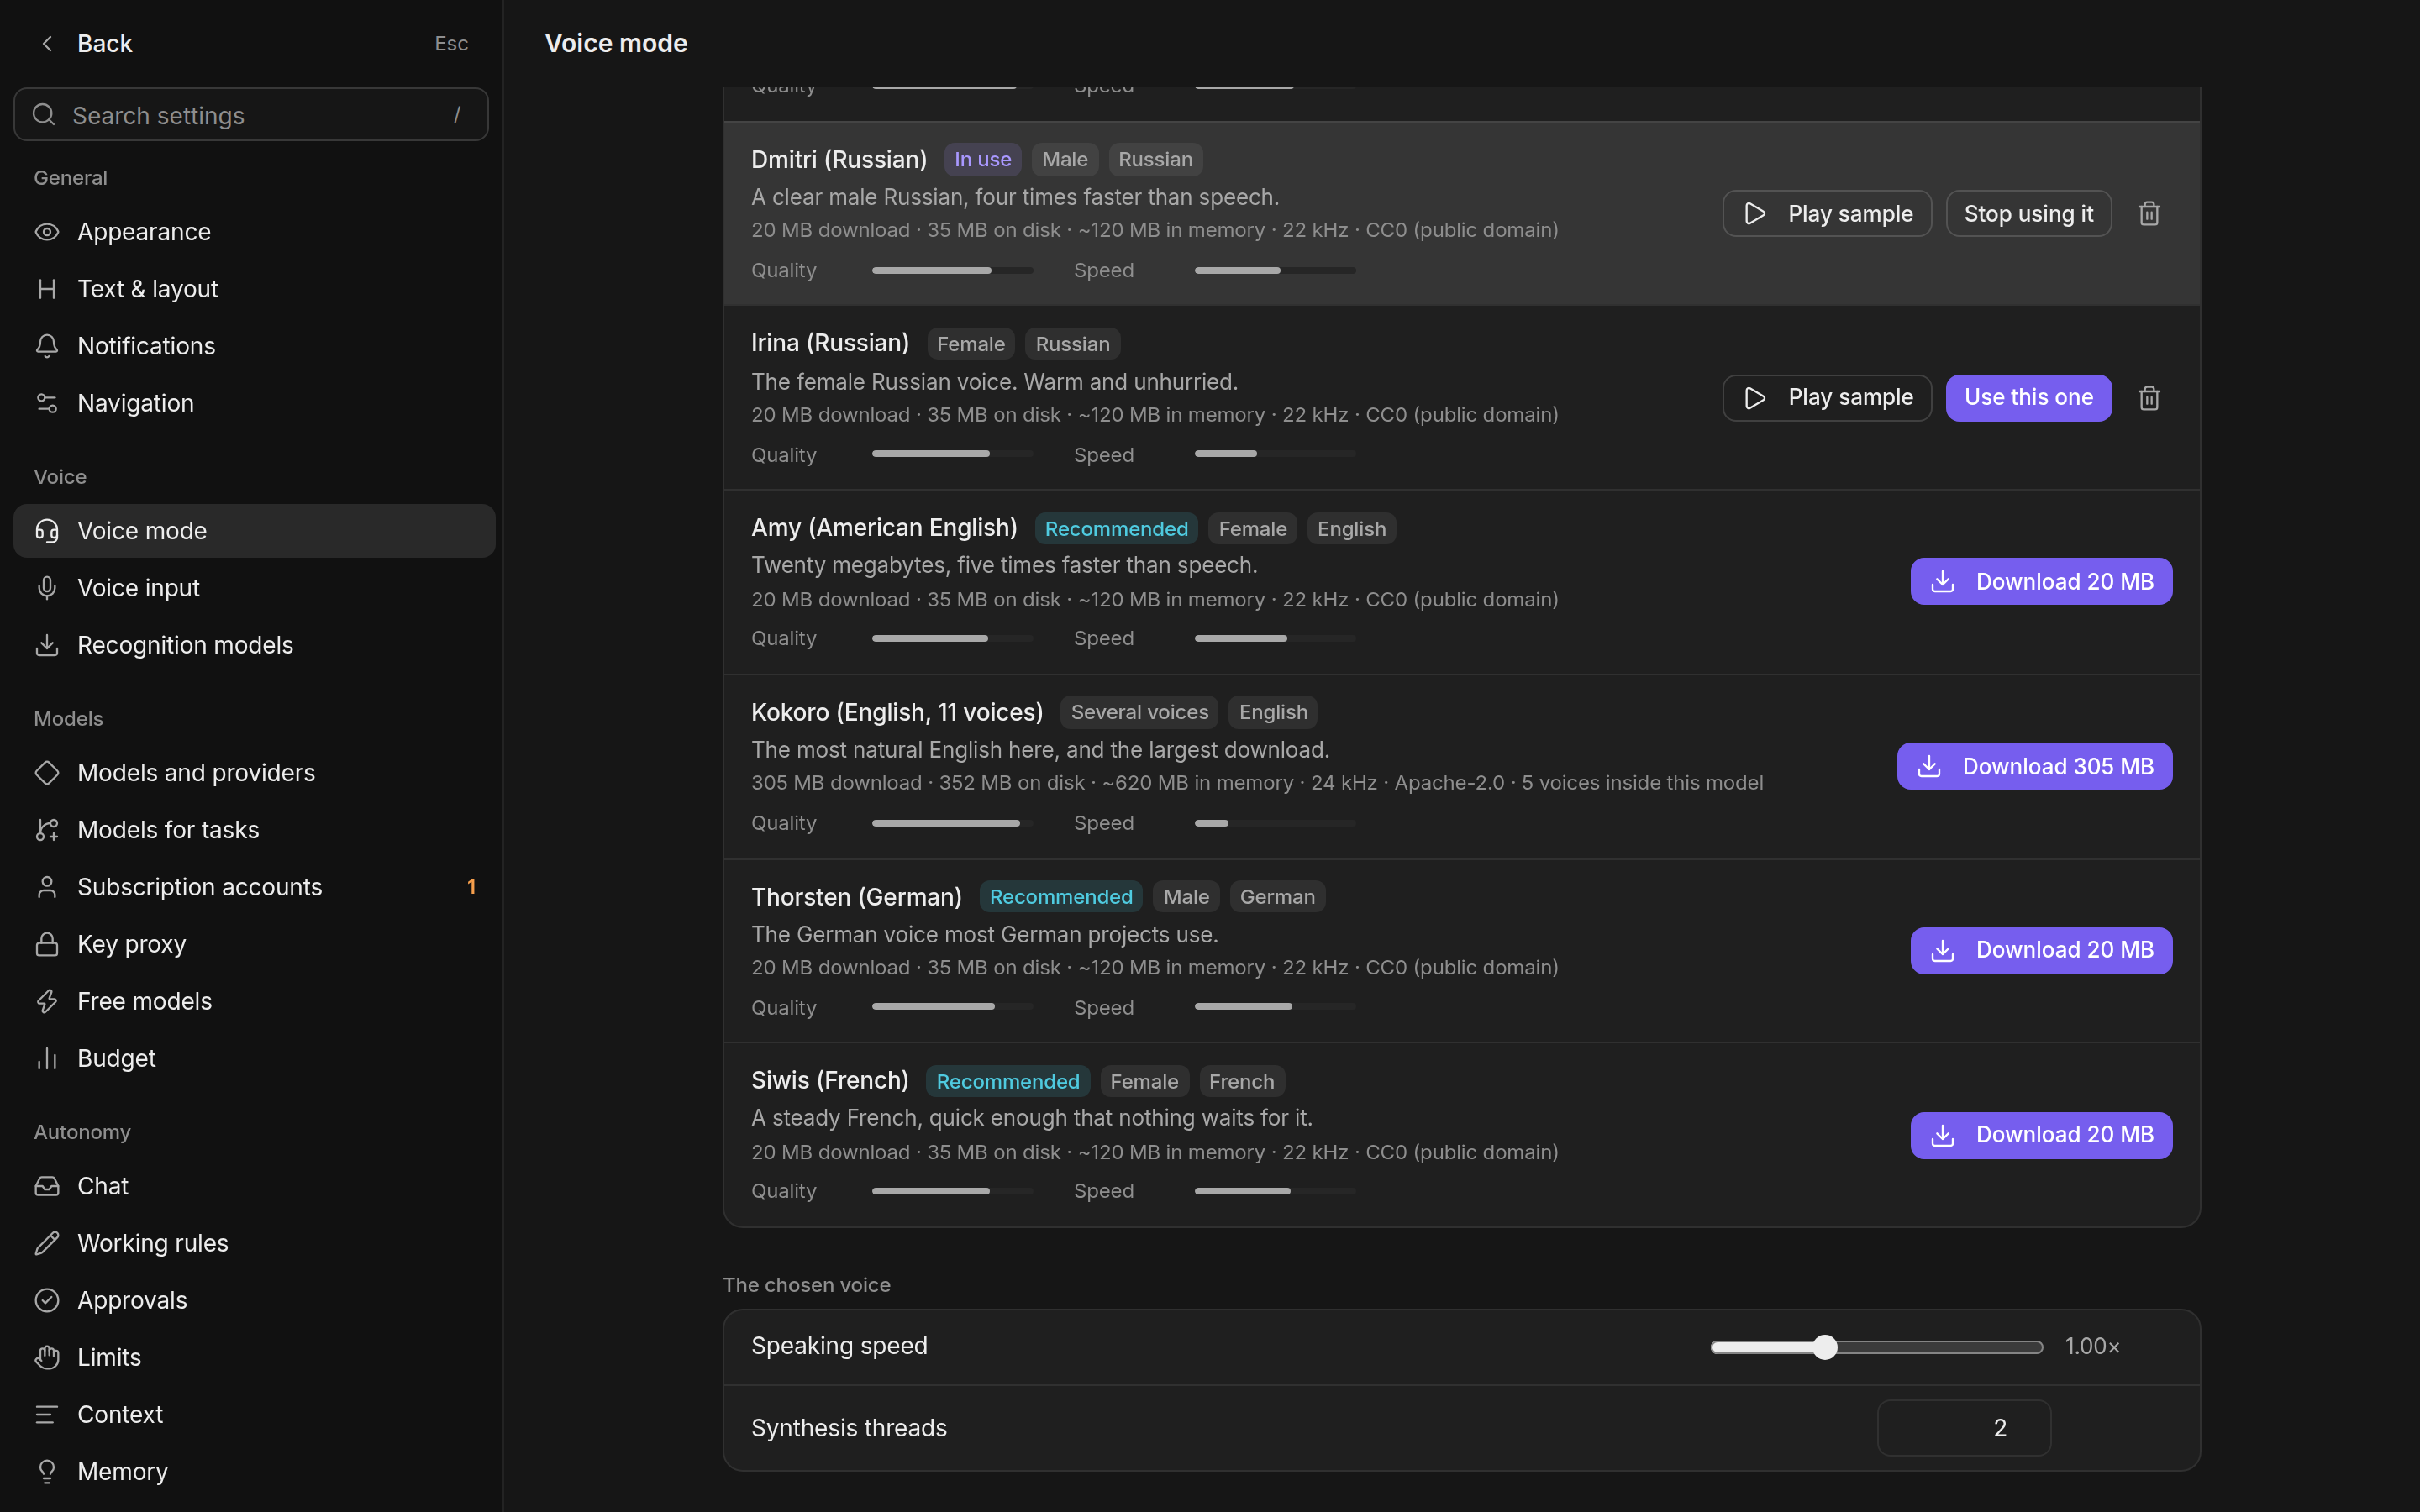 Back Esc
Search settings /
General
Appearance
Text & layout
Notifications
Navigation
Voice
Voice mode
Voice input
Recognition models
Models
Models and providers
Models for tasks
Subscription accounts 1
Key proxy
Free models
Budget
Autonomy
Chat
Working rules
Approvals
Limits
Context
Memory
Voice mode
Quality Speed
Dmitri (Russian) In use Male Russian
A clear male Russian, four times faster than speech.
20 MB download · 35 MB on disk · ~120 MB in memory · 22 kHz · CC0 (public domain)
Quality Speed
Play sample Stop using it
Irina (Russian) Female Russian
The female Russian voice. Warm and unhurried.
20 MB download · 35 MB on disk · ~120 MB in memory · 22 kHz · CC0 (public domain)
Quality Speed
Play sample Use this one
Amy (American English) Recommended Female English
Twenty megabytes, five times faster than speech.
20 MB download · 35 MB on disk · ~120 MB in memory · 22 kHz · CC0 (public domain)
Quality Speed
Download 20 MB
Kokoro (English, 11 voices) Several voices English
The most natural English here, and the largest download.
305 MB download · 352 MB on disk · ~620 MB in memory · 24 kHz · Apache-2.0 · 5 voices inside this model
Quality Speed
Download 305 MB
Thorsten (German) Recommended Male German
The German voice most German projects use.
20 MB download · 35 MB on disk · ~120 MB in memory · 22 kHz · CC0 (public domain)
Quality Speed
Download 20 MB
Siwis (French) Recommended Female French
A steady French, quick enough that nothing waits for it.
20 MB download · 35 MB on disk · ~120 MB in memory · 22 kHz · CC0 (public domain)
Quality Speed
Download 20 MB
The chosen voice
Speaking speed 1.00×
Synthesis threads 2